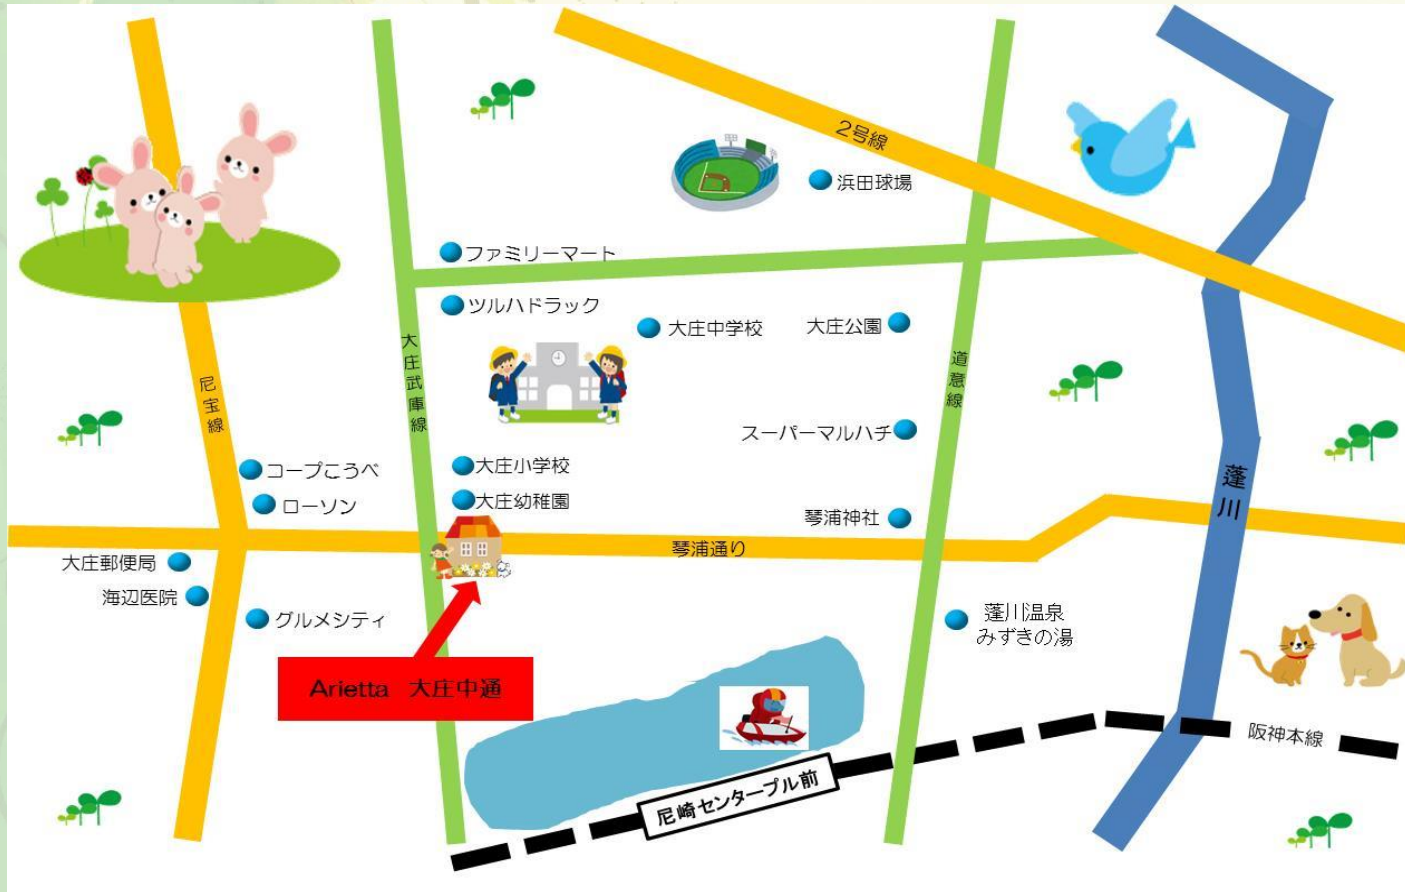 2号線
浜田球場
ファミリーマート
ツルハドラック
大庄中学校
大庄公園
大庄武庫線
道意線
尼宝線
スーパーマルハチ
コープこうべ
大庄小学校
ローソン
大庄幼稚園
琴浦神社
蓬川
琴浦通り
大庄郵便局
海辺医院
グルメシティ
蓬川温泉
みずきの湯
Arietta 大庄中通
阪神本線
尼崎センタープル前